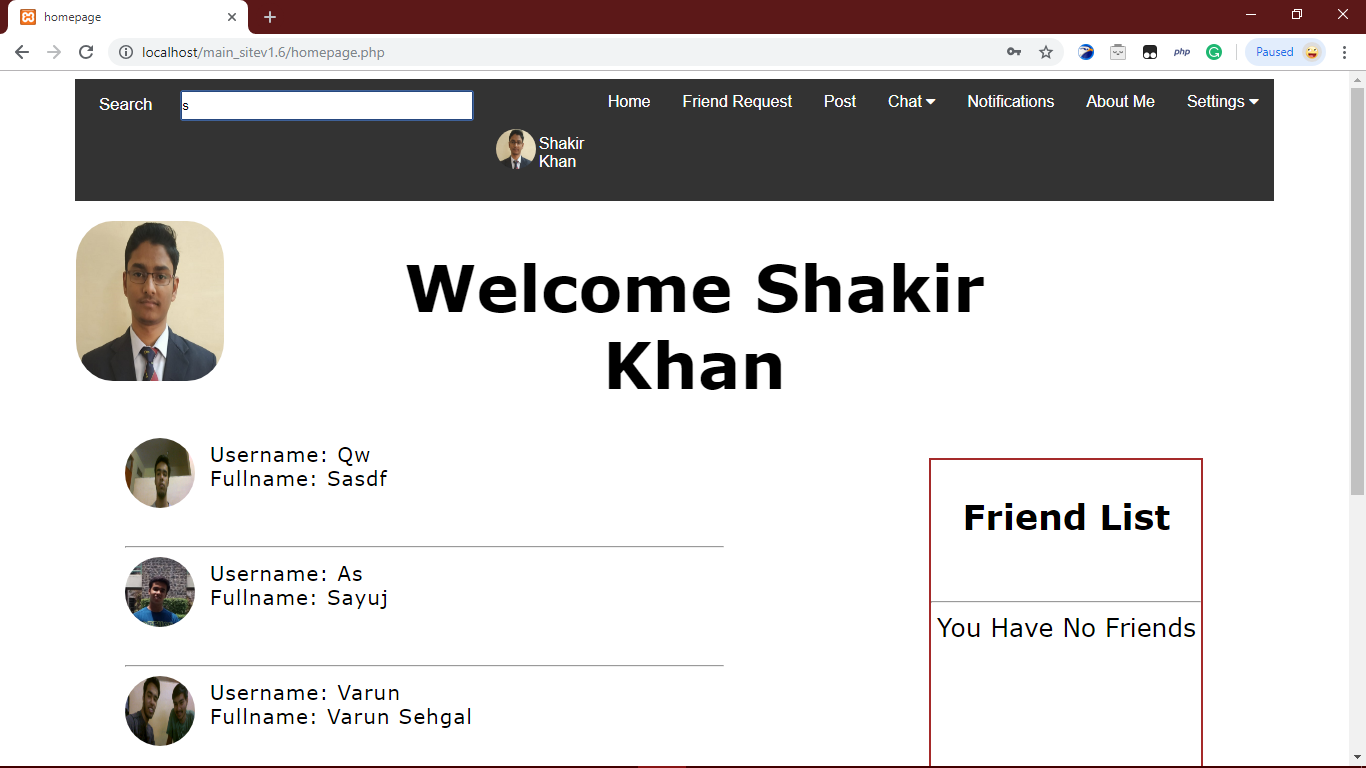 homepage
localhost/main_sitev1.6/homepage.php
php
Paused
Search
s
Home
Friend Request
Post
Chat
Notifications
About Me
Settings
Shakir
Khan
Welcome Shakir
Khan
Username: Qw
Fullname: Sasdf
Username: As
Fullname: Sayuj
Username: Varun
Fullname: Varun Sehgal
Friend List
You Have No Friends